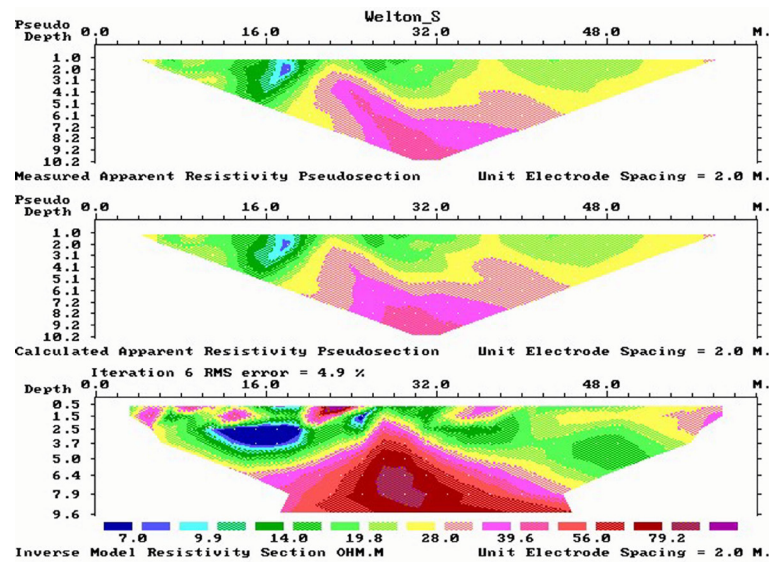 Welton_S
Pseudo
Depth 0.0 16.0 32.0 48.0 M.
1.0
2.0
3.1
4.1
5.1
6.1
7.2
8.2
9.2
10.2
Measured Apparent Resistivity Pseudosection Unit Electrode Spacing = 2.0 M.
Pseudo
Depth 0.0 16.0 32.0 48.0 M.
1.0
2.0
3.1
4.1
5.1
6.1
7.2
8.2
9.2
10.2
Calculated Apparent Resistivity Pseudosection Unit Electrode Spacing = 2.0 M.
Iteration 6 RMS error = 4.9 %
Depth 0.0 16.0 32.0 48.0 M.
0.5
1.5
2.5
3.7
5.0
6.4
7.9
9.6
7.0 9.9 14.0 19.8 28.0 39.6 56.0 79.2
Inverse Model Resistivity Section OHM.M Unit Electrode Spacing = 2.0 M.